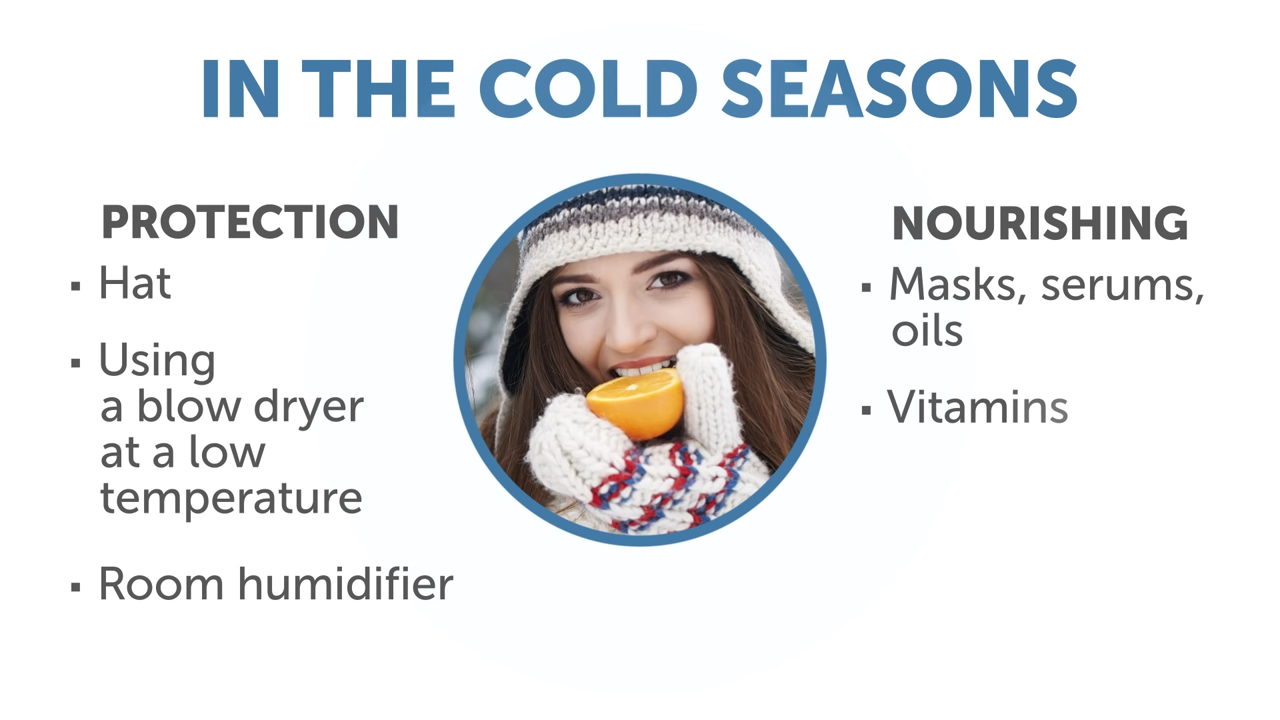 IN THE COLD SEASONS
PROTECTION
▪ Hat
▪ Using
a blow dryer
at a low
temperature
▪ Room humidifier
NOURISHING
▪ Masks, serums,
oils
▪ Vitamins